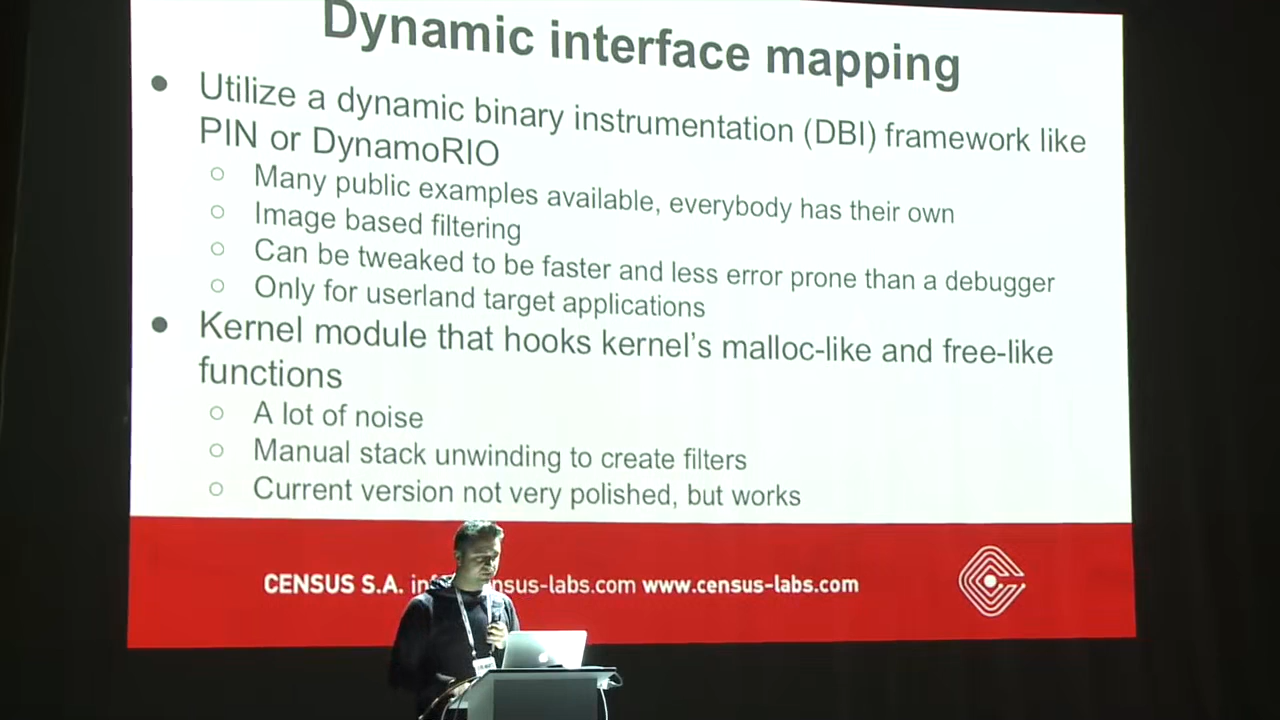 Dynamic interface mapping
● Utilize a dynamic binary instrumentation (DBI) framework like
PIN or DynamoRIO
○ Many public examples available, everybody has their own
○ Image based filtering
○ Can be tweaked to be faster and less error prone than a debugger
○ Only for userland target applications
● Kernel module that hooks kernel's malloc-like and free-like
functions
○ A lot of noise
○ Manual stack unwinding to create filters
○ Current version not very polished, but works
CENSUS S.A. in nsus-labs.com www.census-labs.com